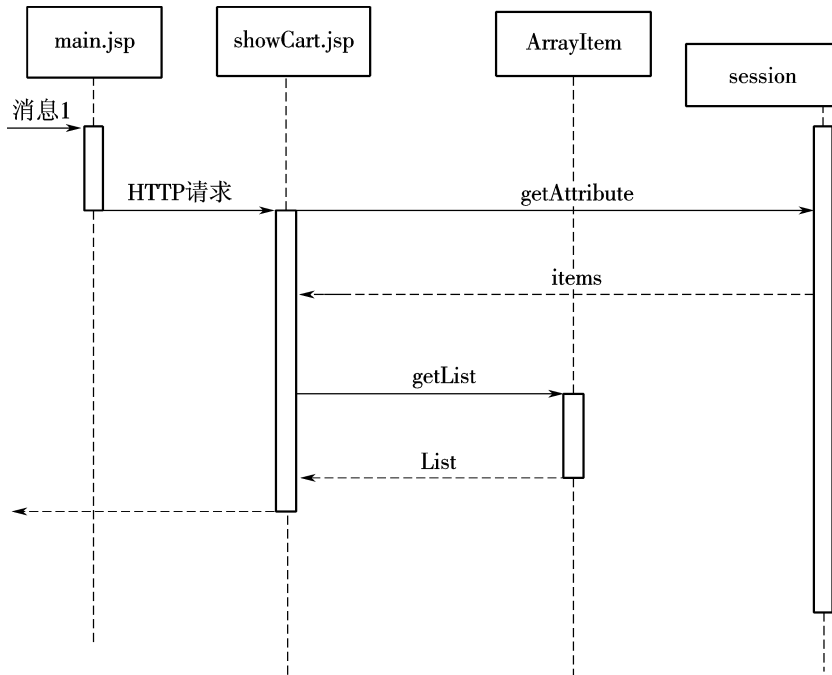 main.jsp
showCart.jsp
ArrayItem
session
消息1
HTTP请求
getAttribute
items
getList
List